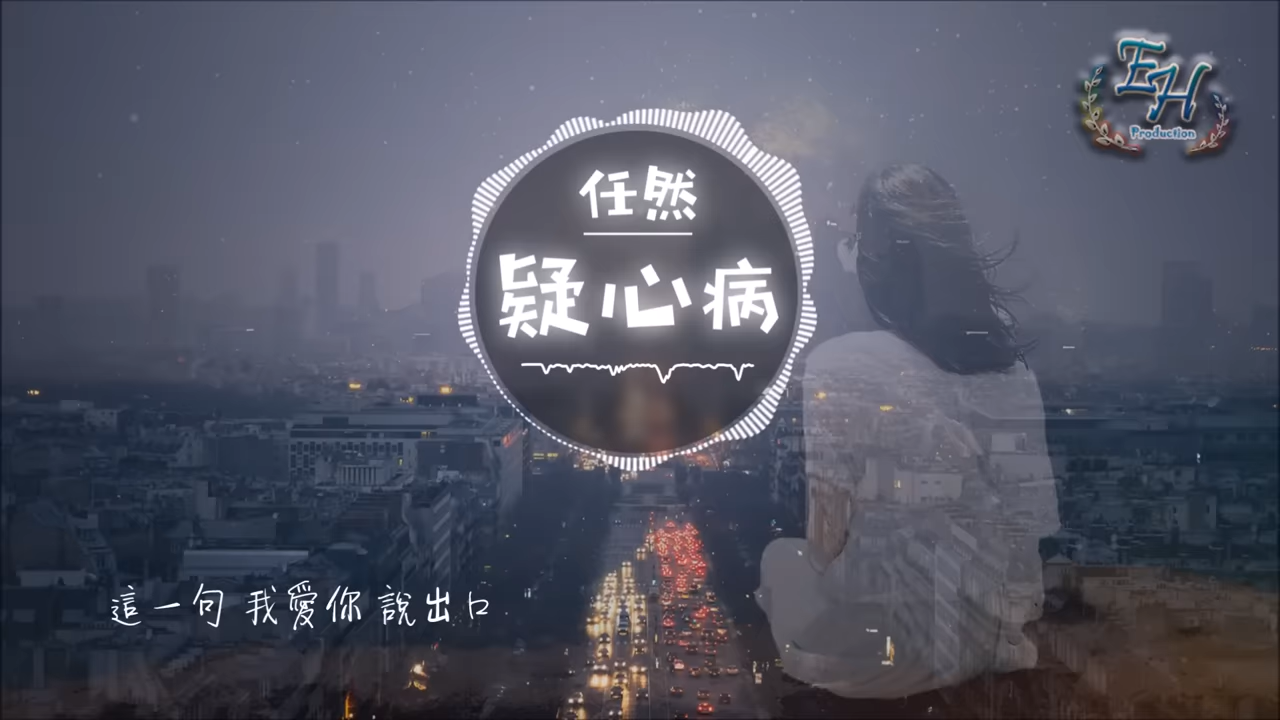 EH
Production
任然
疑心病
這一句 我愛你 說出口